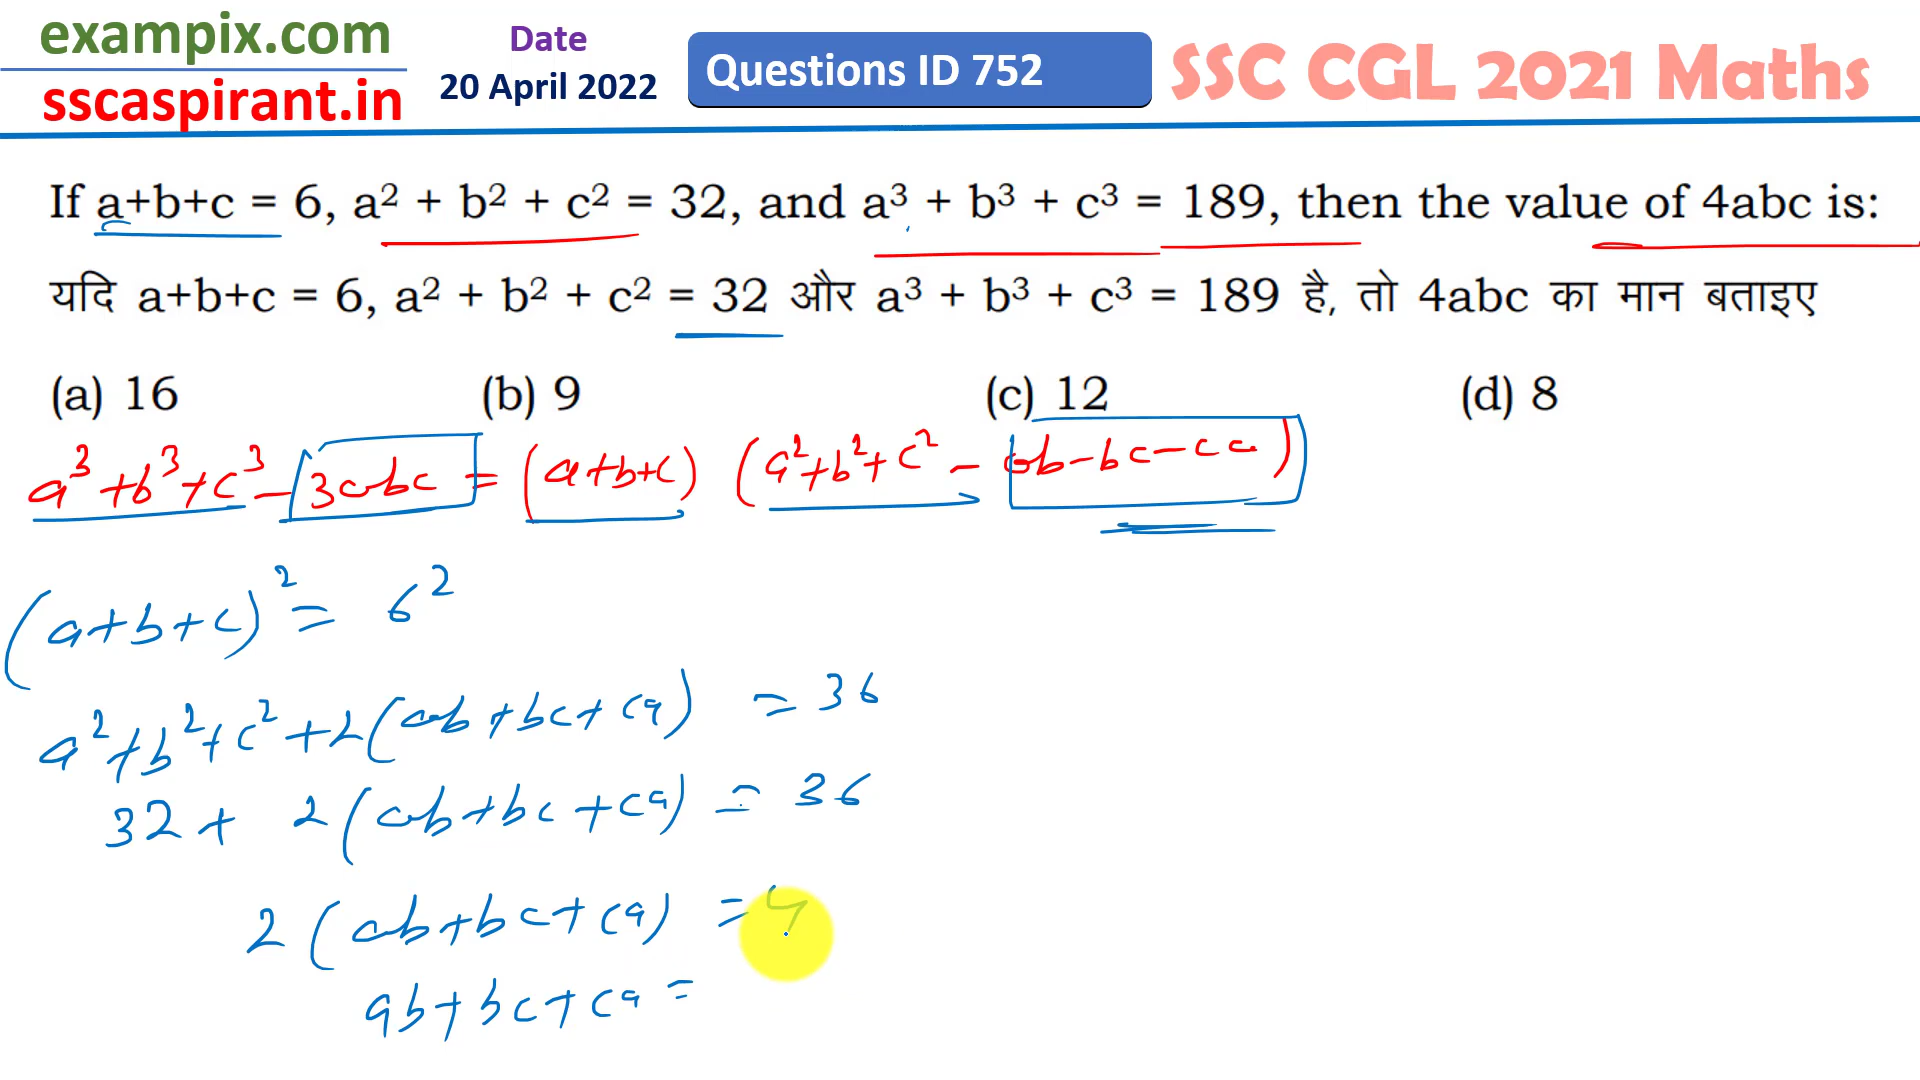 exampix.com
sscaspirant.in
Date
20 April 2022
Questions ID 752
SSC CGL 2021 Maths
If a+b+c = 6, a² + b² + c² = 32, and a³ + b³ + c³ = 189, then the value of 4abc is:
यदि a+b+c = 6, a² + b² + c² = 32 और a³ + b³ + c³ = 189 है, तो 4abc का मान बताइए
(a) 16 (b) 9 (c) 12 (d) 8
a³+b³+c³-3abc = (a+b+c) (a²+b²+c²-ab-bc-ca)
(a+b+c)² = 6²
a²+b²+c²+2(ab+bc+ca) = 36
32+ 2(ab+bc+ca) = 36
2(ab+bc+ca) = 4
ab+bc+ca =